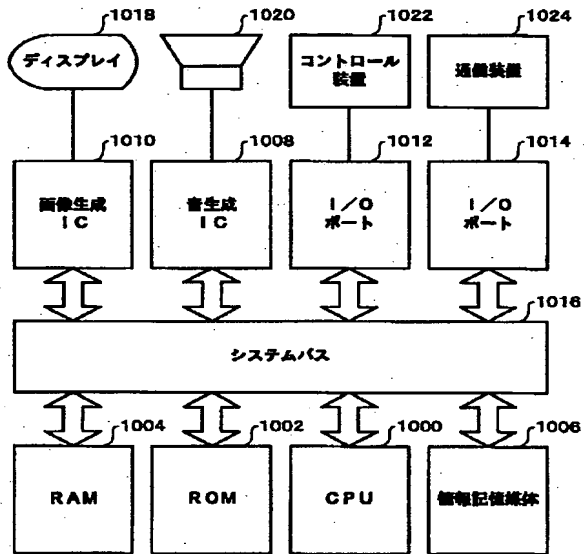 1018
1020
1022
1024
ディスプレイ
コントロール
装置
通信装置
1010
1008
1012
1014
画像生成
IC
音生成
IC
I/O
ポート
I/O
ポート
1016
システムバス
1004
1002
1000
1006
RAM
ROM
CPU
情報記憶媒体